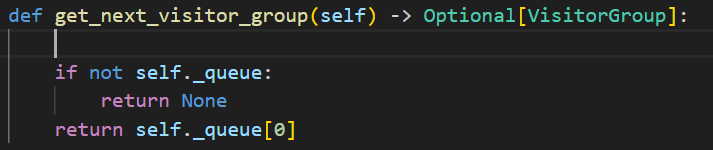 def get_next_visitor_group(self) -> Optional[VisitorGroup]:
    if not self._queue:
        return None
    return self._queue[0]